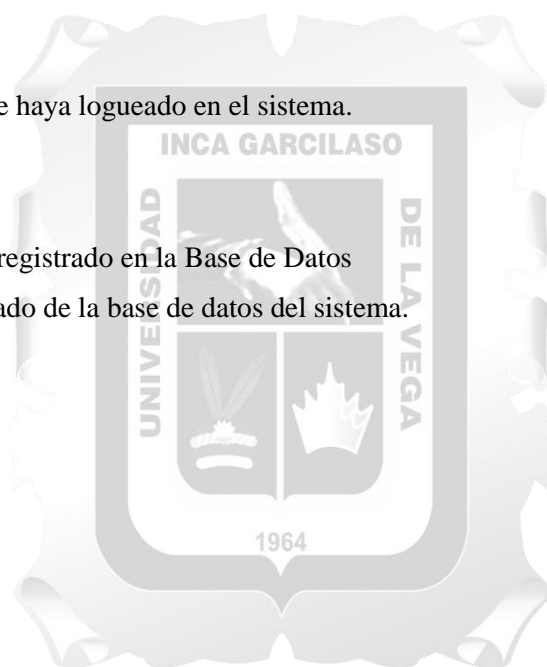 e haya logueado en el sistema.
INCA GARCILASO
UNIVERSIDAD
DE LA VEGA
registrado en la Base de Datos
ado de la base de datos del sistema.
1964